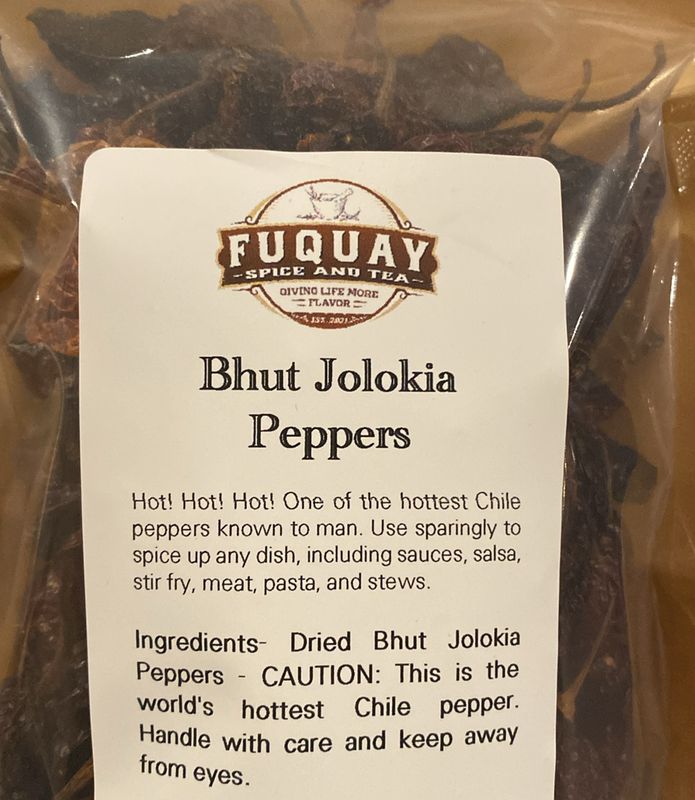 FUQUAY
-SPICE AND TEA-
GIVING LIFE MORE
FLAVOR
EST. 2021
Bhut Jolokia
Peppers
Hot! Hot! Hot! One of the hottest Chile
peppers known to man. Use sparingly to
spice up any dish, including sauces, salsa,
stir fry, meat, pasta, and stews.
Ingredients- Dried Bhut Jolokia
Peppers - CAUTION: This is the
world's hottest Chile pepper.
Handle with care and keep away
from eyes.